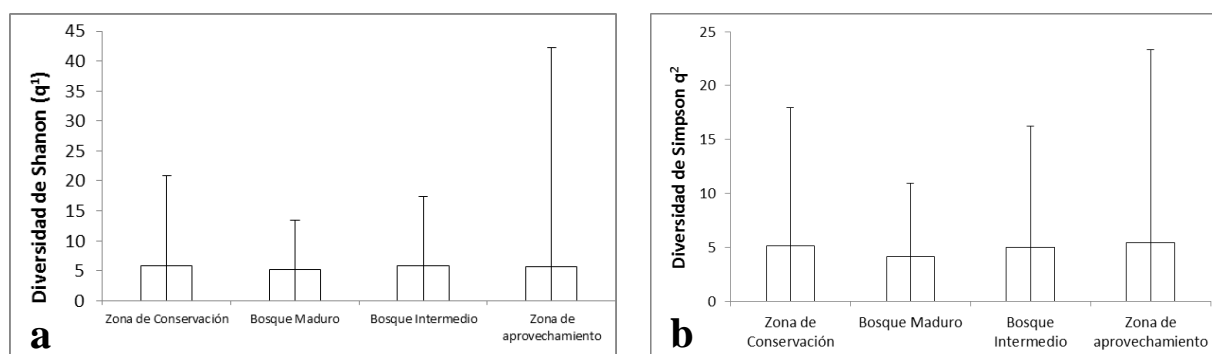 Diversidad de Shanon (q¹)
45
40
35
30
25
20
15
10
5
0
Zona de Conservación
Bosque Maduro
Bosque Intermedio
Zona de
aprovechamiento
a
Diversidad de Simpson q²
25
20
15
10
5
0
Zona de
Conservación
Bosque Maduro
Bosque
Intermedio
Zona de
aprovechamiento
b